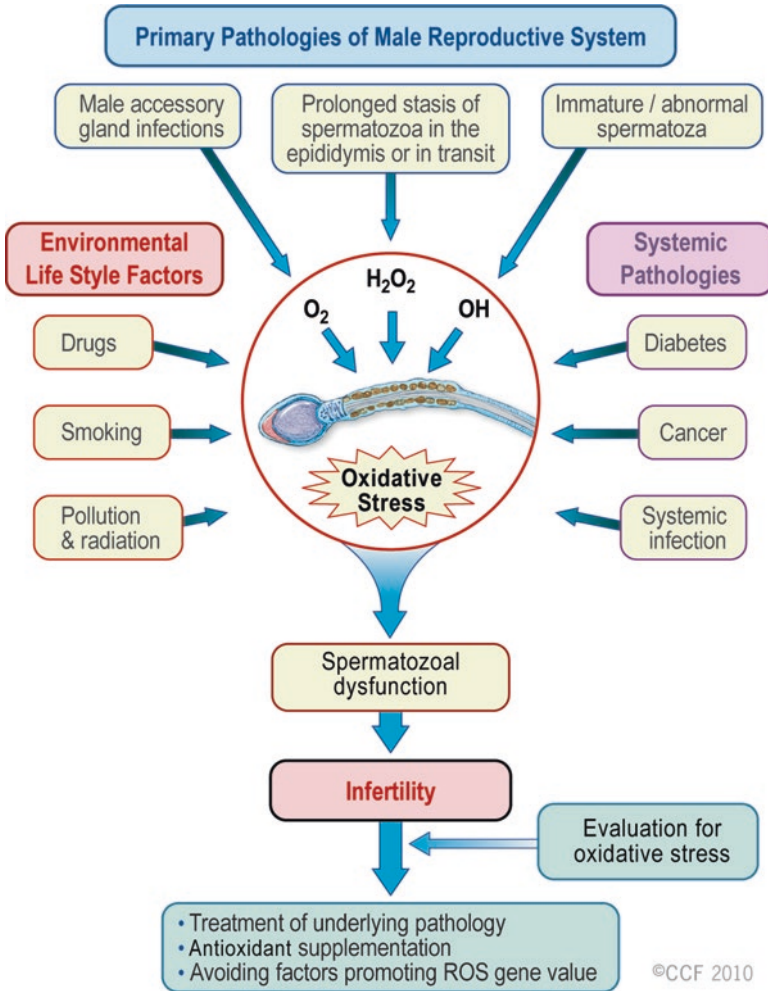 Primary Pathologies of Male Reproductive System
Male accessory
gland infections
Prolonged stasis of
spermatozoa in the
epididymis or in transit
Immature / abnormal
spermatoza
Environmental
Life Style Factors
Systemic
Pathologies
O₂
H₂O₂
OH
Drugs
Smoking
Pollution
& radiation
Diabetes
Cancer
Systemic
infection
Oxidative
Stress
Spermatozoal
dysfunction
Infertility
Evaluation for
oxidative stress
• Treatment of underlying pathology
• Antioxidant supplementation
• Avoiding factors promoting ROS gene value
©CCF 2010